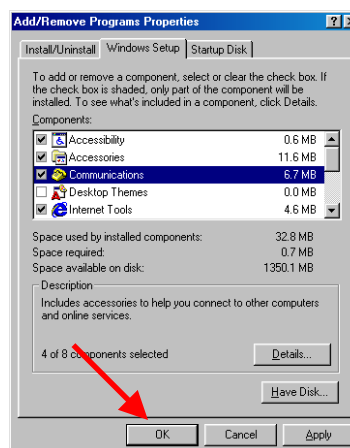 Add/Remove Programs Properties
Install/Uninstall Windows Setup Startup Disk
To add or remove a component, select or clear the check box. If
the check box is shaded, only part of the component will be
installed. To see what's included in a component, click Details.
Components:
Accessibility 0.6 MB
Accessories 11.6 MB
Communications 6.7 MB
Desktop Themes 0.0 MB
Internet Tools 4.6 MB
Space used by installed components: 32.8 MB
Space required: 0.7 MB
Space available on disk: 1350.1 MB
Description
Includes accessories to help you connect to other computers
and online services.
4 of 8 components selected Details...
Have Disk...
OK Cancel Apply